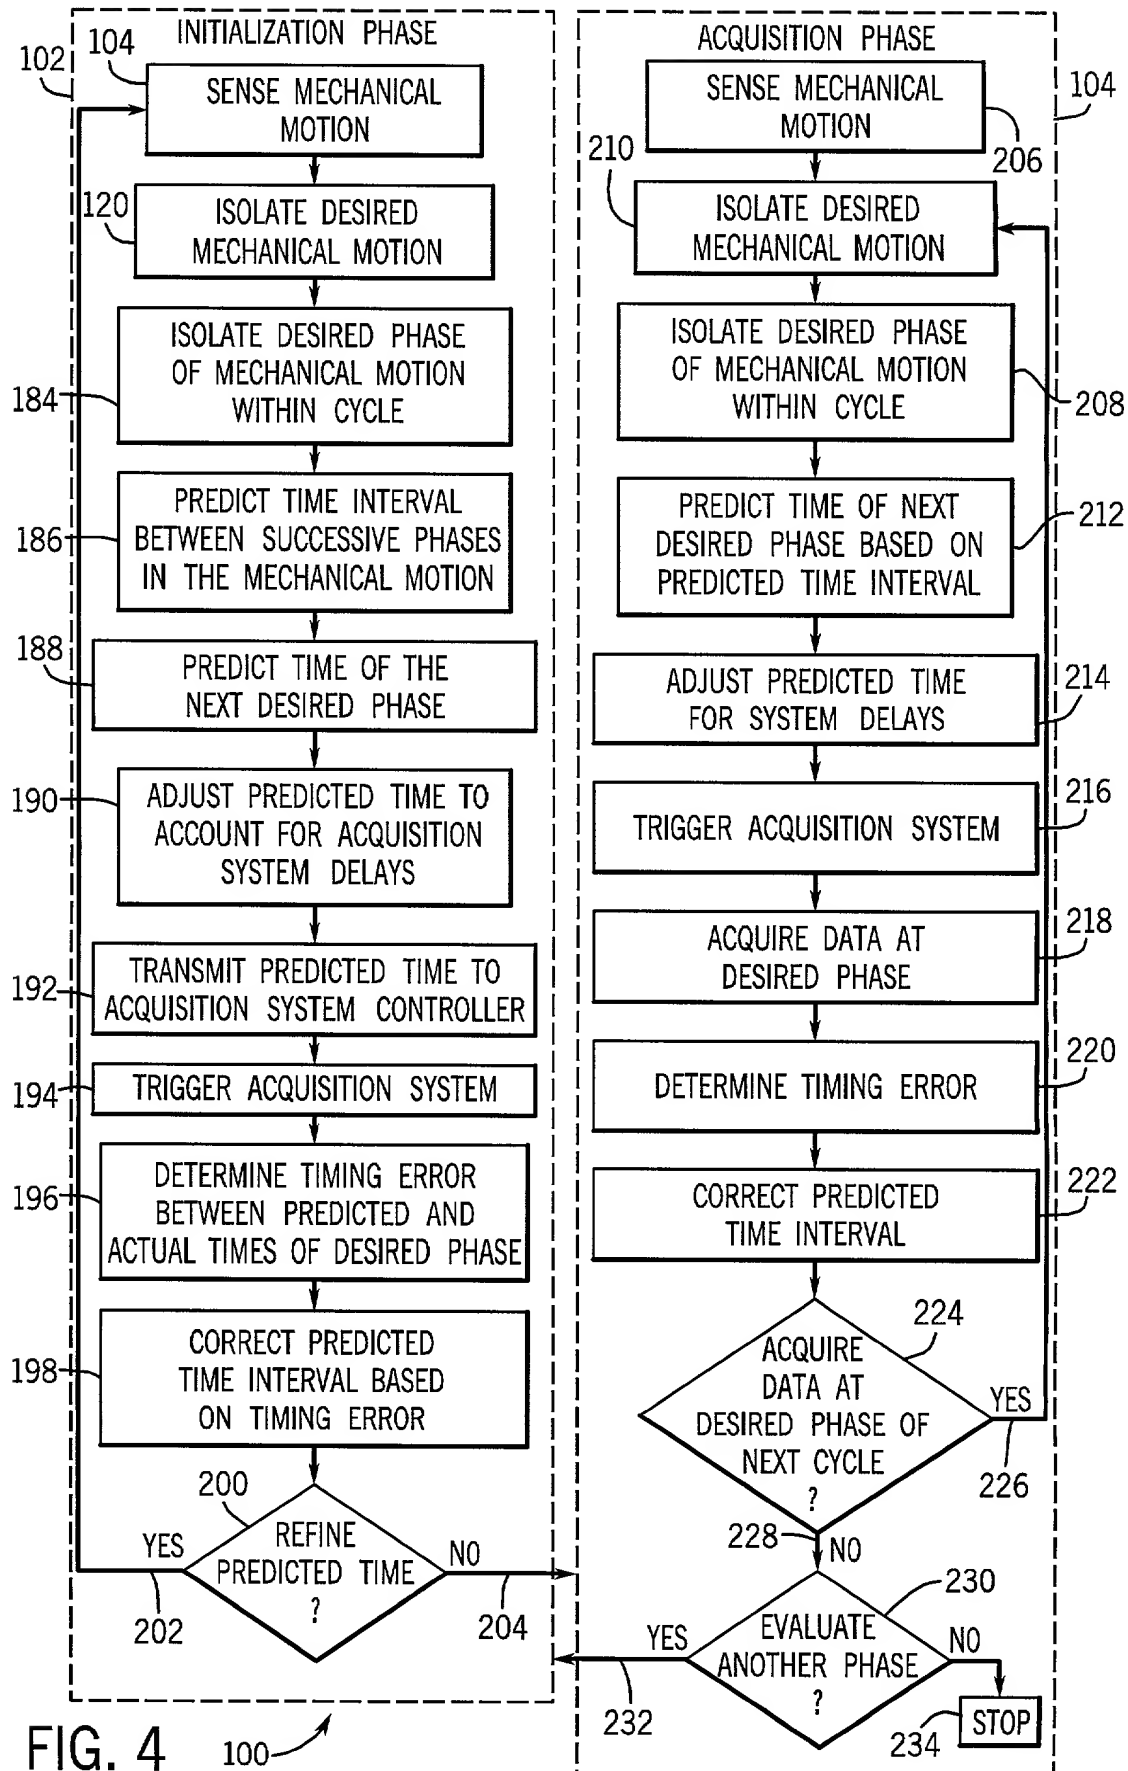 INITIALIZATION PHASE
102
104
SENSE MECHANICAL
MOTION
120
ISOLATE DESIRED
MECHANICAL MOTION
ISOLATE DESIRED PHASE
OF MECHANICAL MOTION
WITHIN CYCLE
184
PREDICT TIME INTERVAL
BETWEEN SUCCESSIVE PHASES
IN THE MECHANICAL MOTION
186
188
PREDICT TIME OF THE
NEXT DESIRED PHASE
190
ADJUST PREDICTED TIME TO
ACCOUNT FOR ACQUISITION
SYSTEM DELAYS
192
TRANSMIT PREDICTED TIME TO
ACQUISITION SYSTEM CONTROLLER
194
TRIGGER ACQUISITION SYSTEM
196
DETERMINE TIMING ERROR
BETWEEN PREDICTED AND
ACTUAL TIMES OF DESIRED PHASE
198
CORRECT PREDICTED
TIME INTERVAL BASED
ON TIMING ERROR
200
REFINE
PREDICTED TIME
?
YES
202
NO
204
ACQUISITION PHASE
104
SENSE MECHANICAL
MOTION
206
210
ISOLATE DESIRED
MECHANICAL MOTION
ISOLATE DESIRED PHASE
OF MECHANICAL MOTION
WITHIN CYCLE
208
PREDICT TIME OF NEXT
DESIRED PHASE BASED ON
PREDICTED TIME INTERVAL
212
ADJUST PREDICTED TIME
FOR SYSTEM DELAYS
214
TRIGGER ACQUISITION SYSTEM
216
ACQUIRE DATA AT
DESIRED PHASE
218
DETERMINE TIMING ERROR
220
CORRECT PREDICTED
TIME INTERVAL
222
224
ACQUIRE
DATA AT
DESIRED PHASE OF
NEXT CYCLE
?
YES
226
228
NO
230
EVALUATE
ANOTHER PHASE
?
YES
232
NO
STOP
234
FIG. 4
100